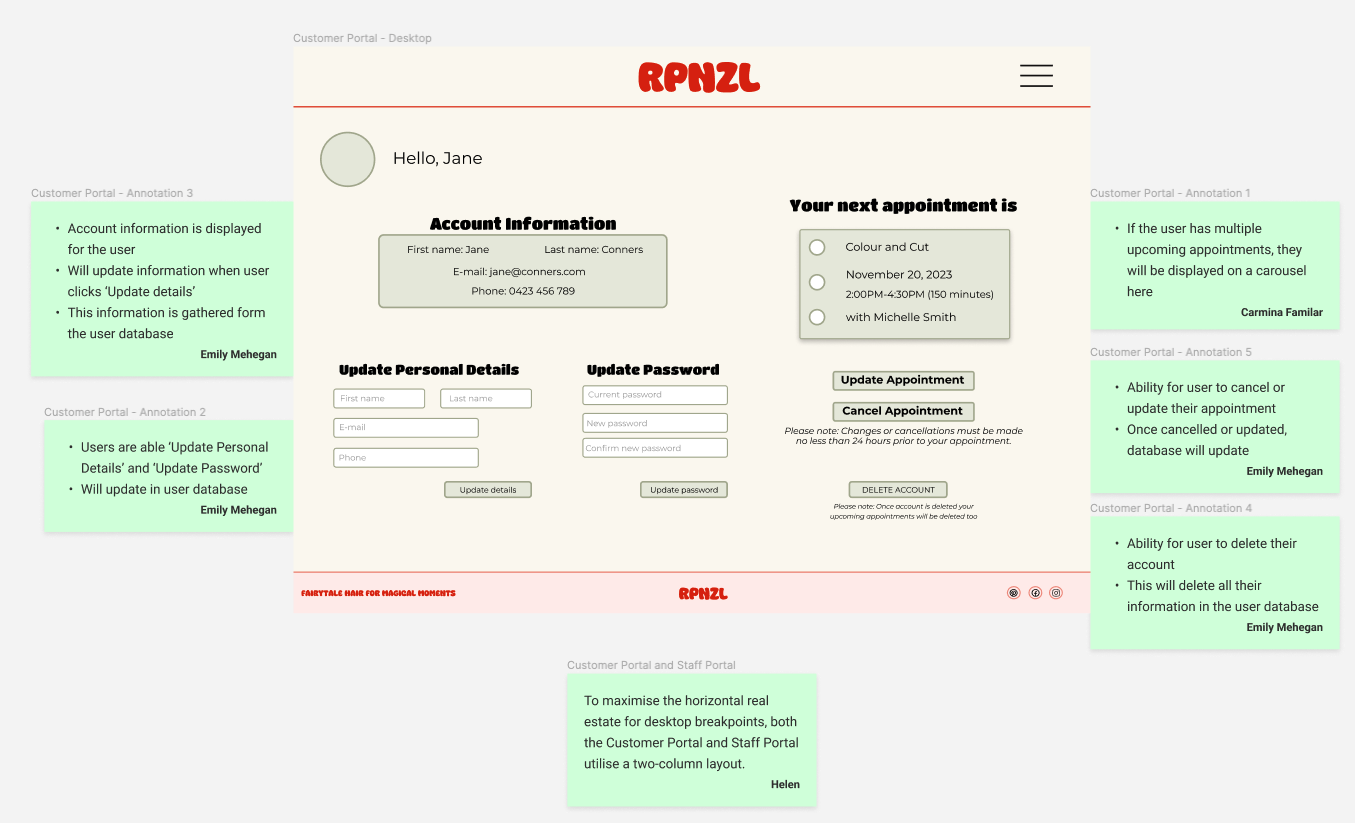 Customer Portal - Desktop
RPNZL
Hello, Jane
Account Information
First name: Jane
Last name: Conners
E-mail: jane@conners.com
Phone: 0423 456 789
Your next appointment is
Colour and Cut
November 20, 2023
2:00PM-4:30PM (150 minutes)
with Michelle Smith
Update Personal Details
First name
Last name
E-mail
Phone
Update details
Update Password
Current password
New password
Confirm new password
Update password
Update Appointment
Cancel Appointment
Please note: Changes or cancellations must be made
no less than 24 hours prior to your appointment.
DELETE ACCOUNT
Please note: Once account is deleted your
upcoming appointments will be deleted too
FAIRYTALE HAIR FOR MAGICAL MOMENTS
RPNZL
Customer Portal - Annotation 3
• Account information is displayed
for the user
• Will update information when user
clicks ‘Update details’
• This information is gathered form
the user database
Emily Mehegan
Customer Portal - Annotation 2
• Users are able ‘Update Personal
Details’ and ‘Update Password’
• Will update in user database
Emily Mehegan
Customer Portal - Annotation 1
• If the user has multiple
upcoming appointments, they
will be displayed on a carousel
here
Carmina Familar
Customer Portal - Annotation 5
• Ability for user to cancel or
update their appointment
• Once cancelled or updated,
database will update
Emily Mehegan
Customer Portal - Annotation 4
• Ability for user to delete their
account
• This will delete all their
information in the user database
Emily Mehegan
Customer Portal and Staff Portal
To maximise the horizontal real
estate for desktop breakpoints, both
the Customer Portal and Staff Portal
utilise a two-column layout.
Helen